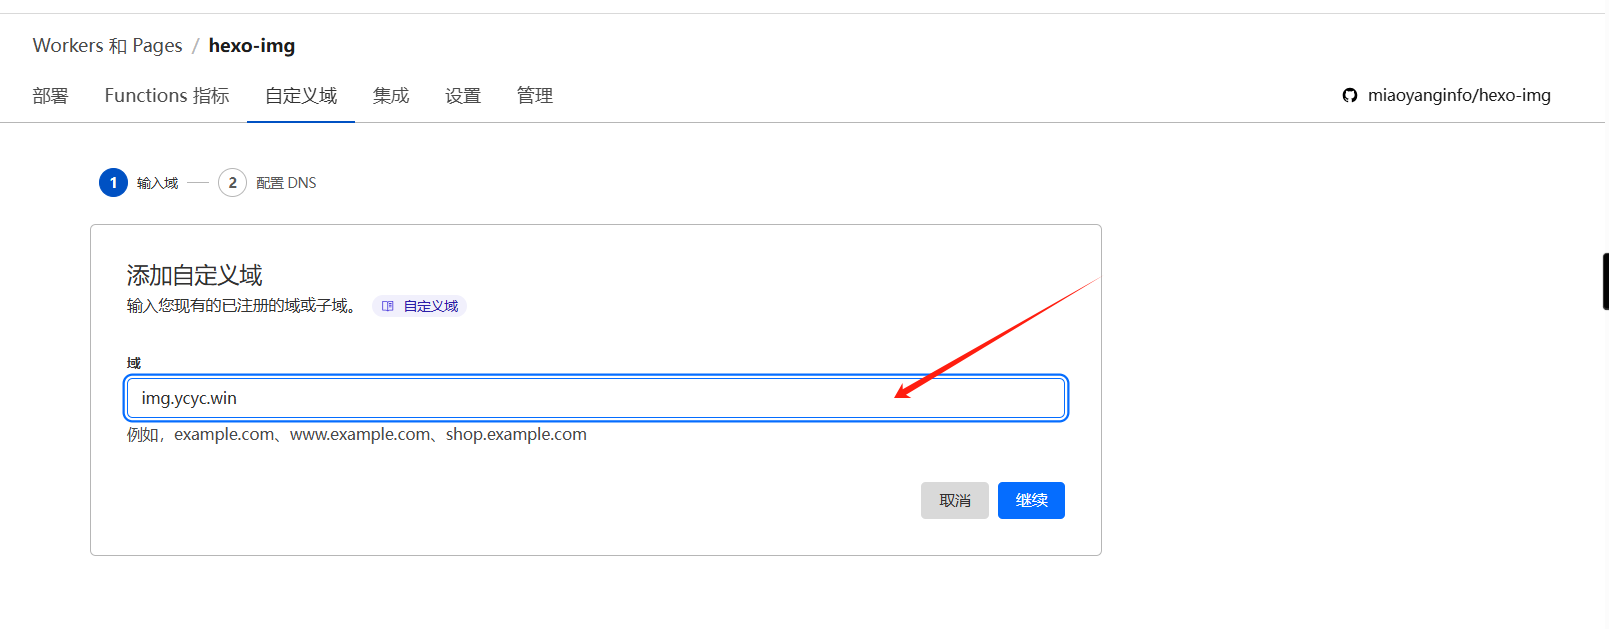 Workers 和 Pages / hexo-img
部署 Functions 指标 自定义域 集成 设置 管理 miaoyanginfo/hexo-img
1 输入域 2 配置 DNS
添加自定义域
输入您现有的已注册的域或子域。 自定义域
域
img.ycyc.win
例如，example.com、www.example.com、shop.example.com
取消 继续